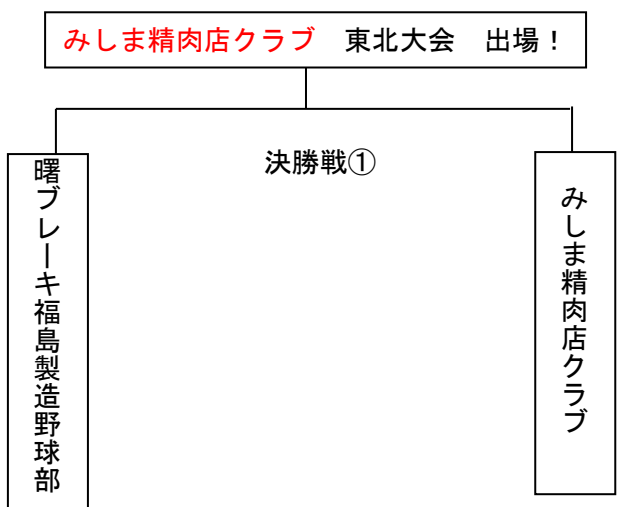 みしま精肉店クラブ　東北大会　出場！
決勝戦①
曙ブレーキ福島製造野球部
みしま精肉店クラブ